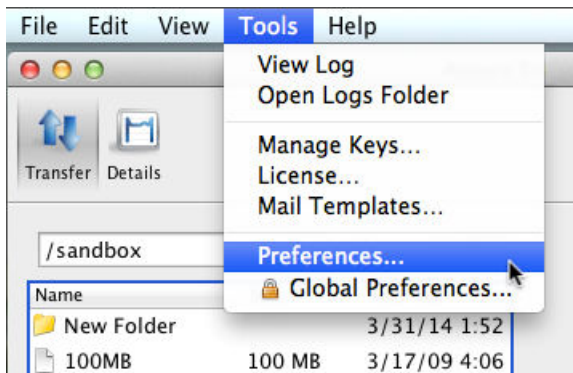 File Edit View Tools Help
View Log
Open Logs Folder
Manage Keys...
License...
Mail Templates...
Preferences...
Global Preferences...
Transfer Details
/sandbox
Name
New Folder 3/31/14 1:52
100MB 100 MB 3/17/09 4:06